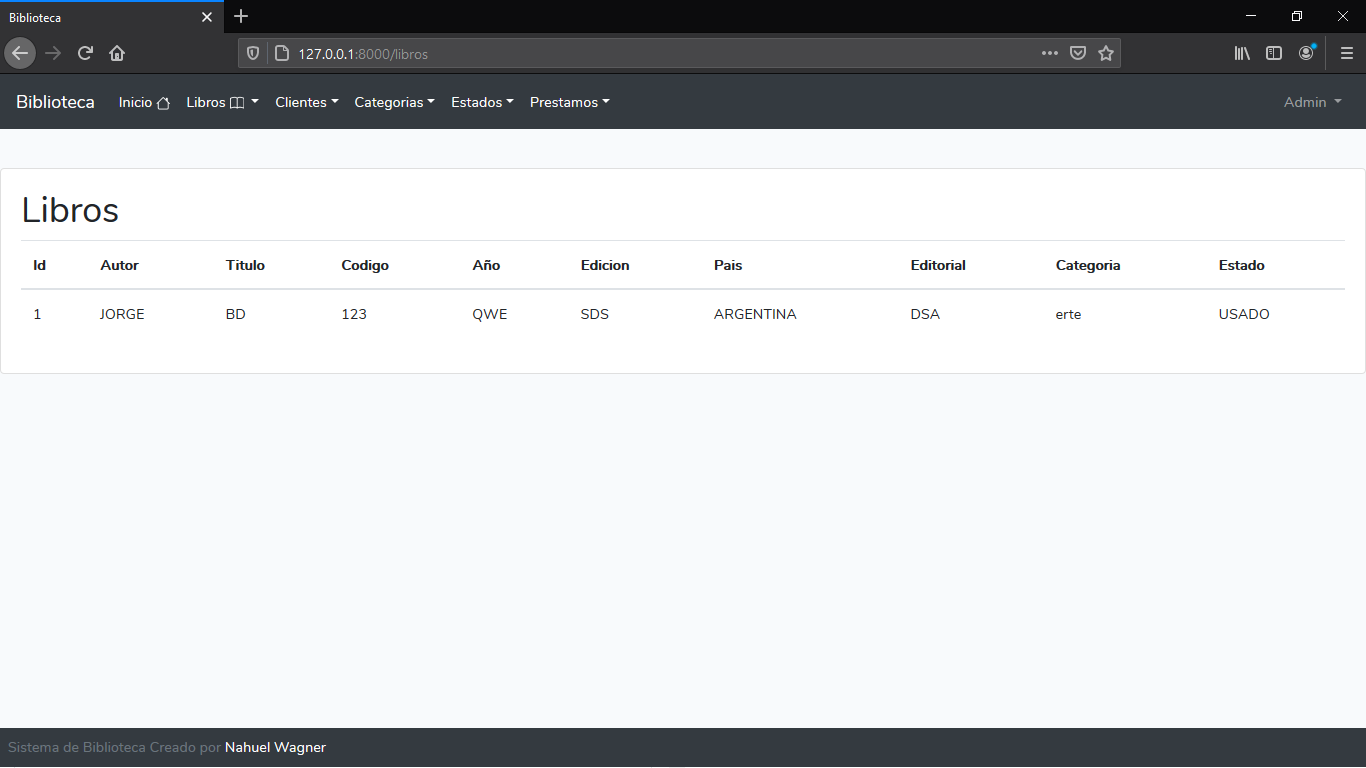 Biblioteca
127.0.0.1:8000/libros
Biblioteca Inicio Libros Clientes Categorias Estados Prestamos Admin
Libros
Id Autor Titulo Codigo Año Edicion Pais Editorial Categoria Estado
1 JORGE BD 123 QWE SDS ARGENTINA DSA erte USADO
Sistema de Biblioteca Creado por Nahuel Wagner